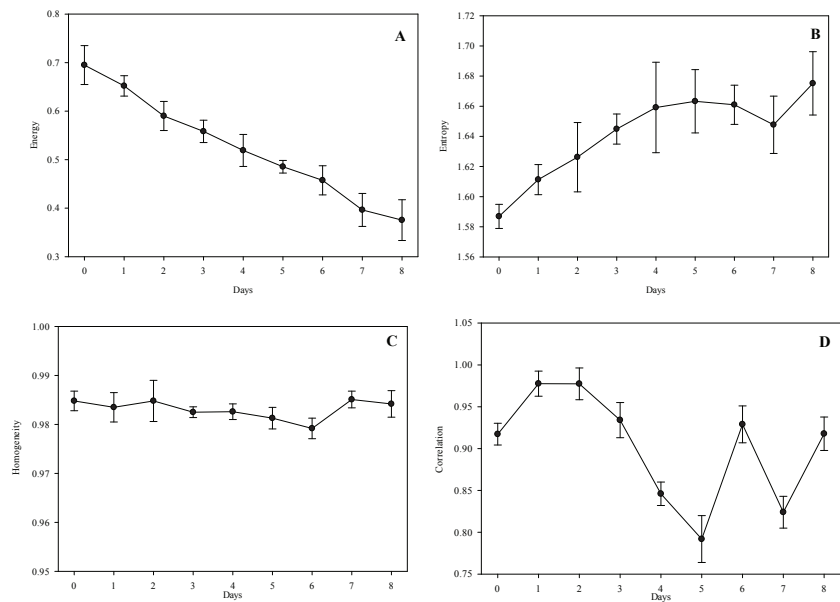 A
0.8
0.7
0.6
0.5
0.4
0.3
Energy
0 1 2 3 4 5 6 7 8
Days
B
1.72
1.70
1.68
1.66
1.64
1.62
1.60
1.58
1.56
Entropy
0 1 2 3 4 5 6 7 8
Days
C
1.00
0.99
0.98
0.97
0.96
0.95
Homogeneity
0 1 2 3 4 5 6 7 8
Days
D
1.05
1.00
0.95
0.90
0.85
0.80
0.75
Correlation
0 1 2 3 4 5 6 7 8
Days